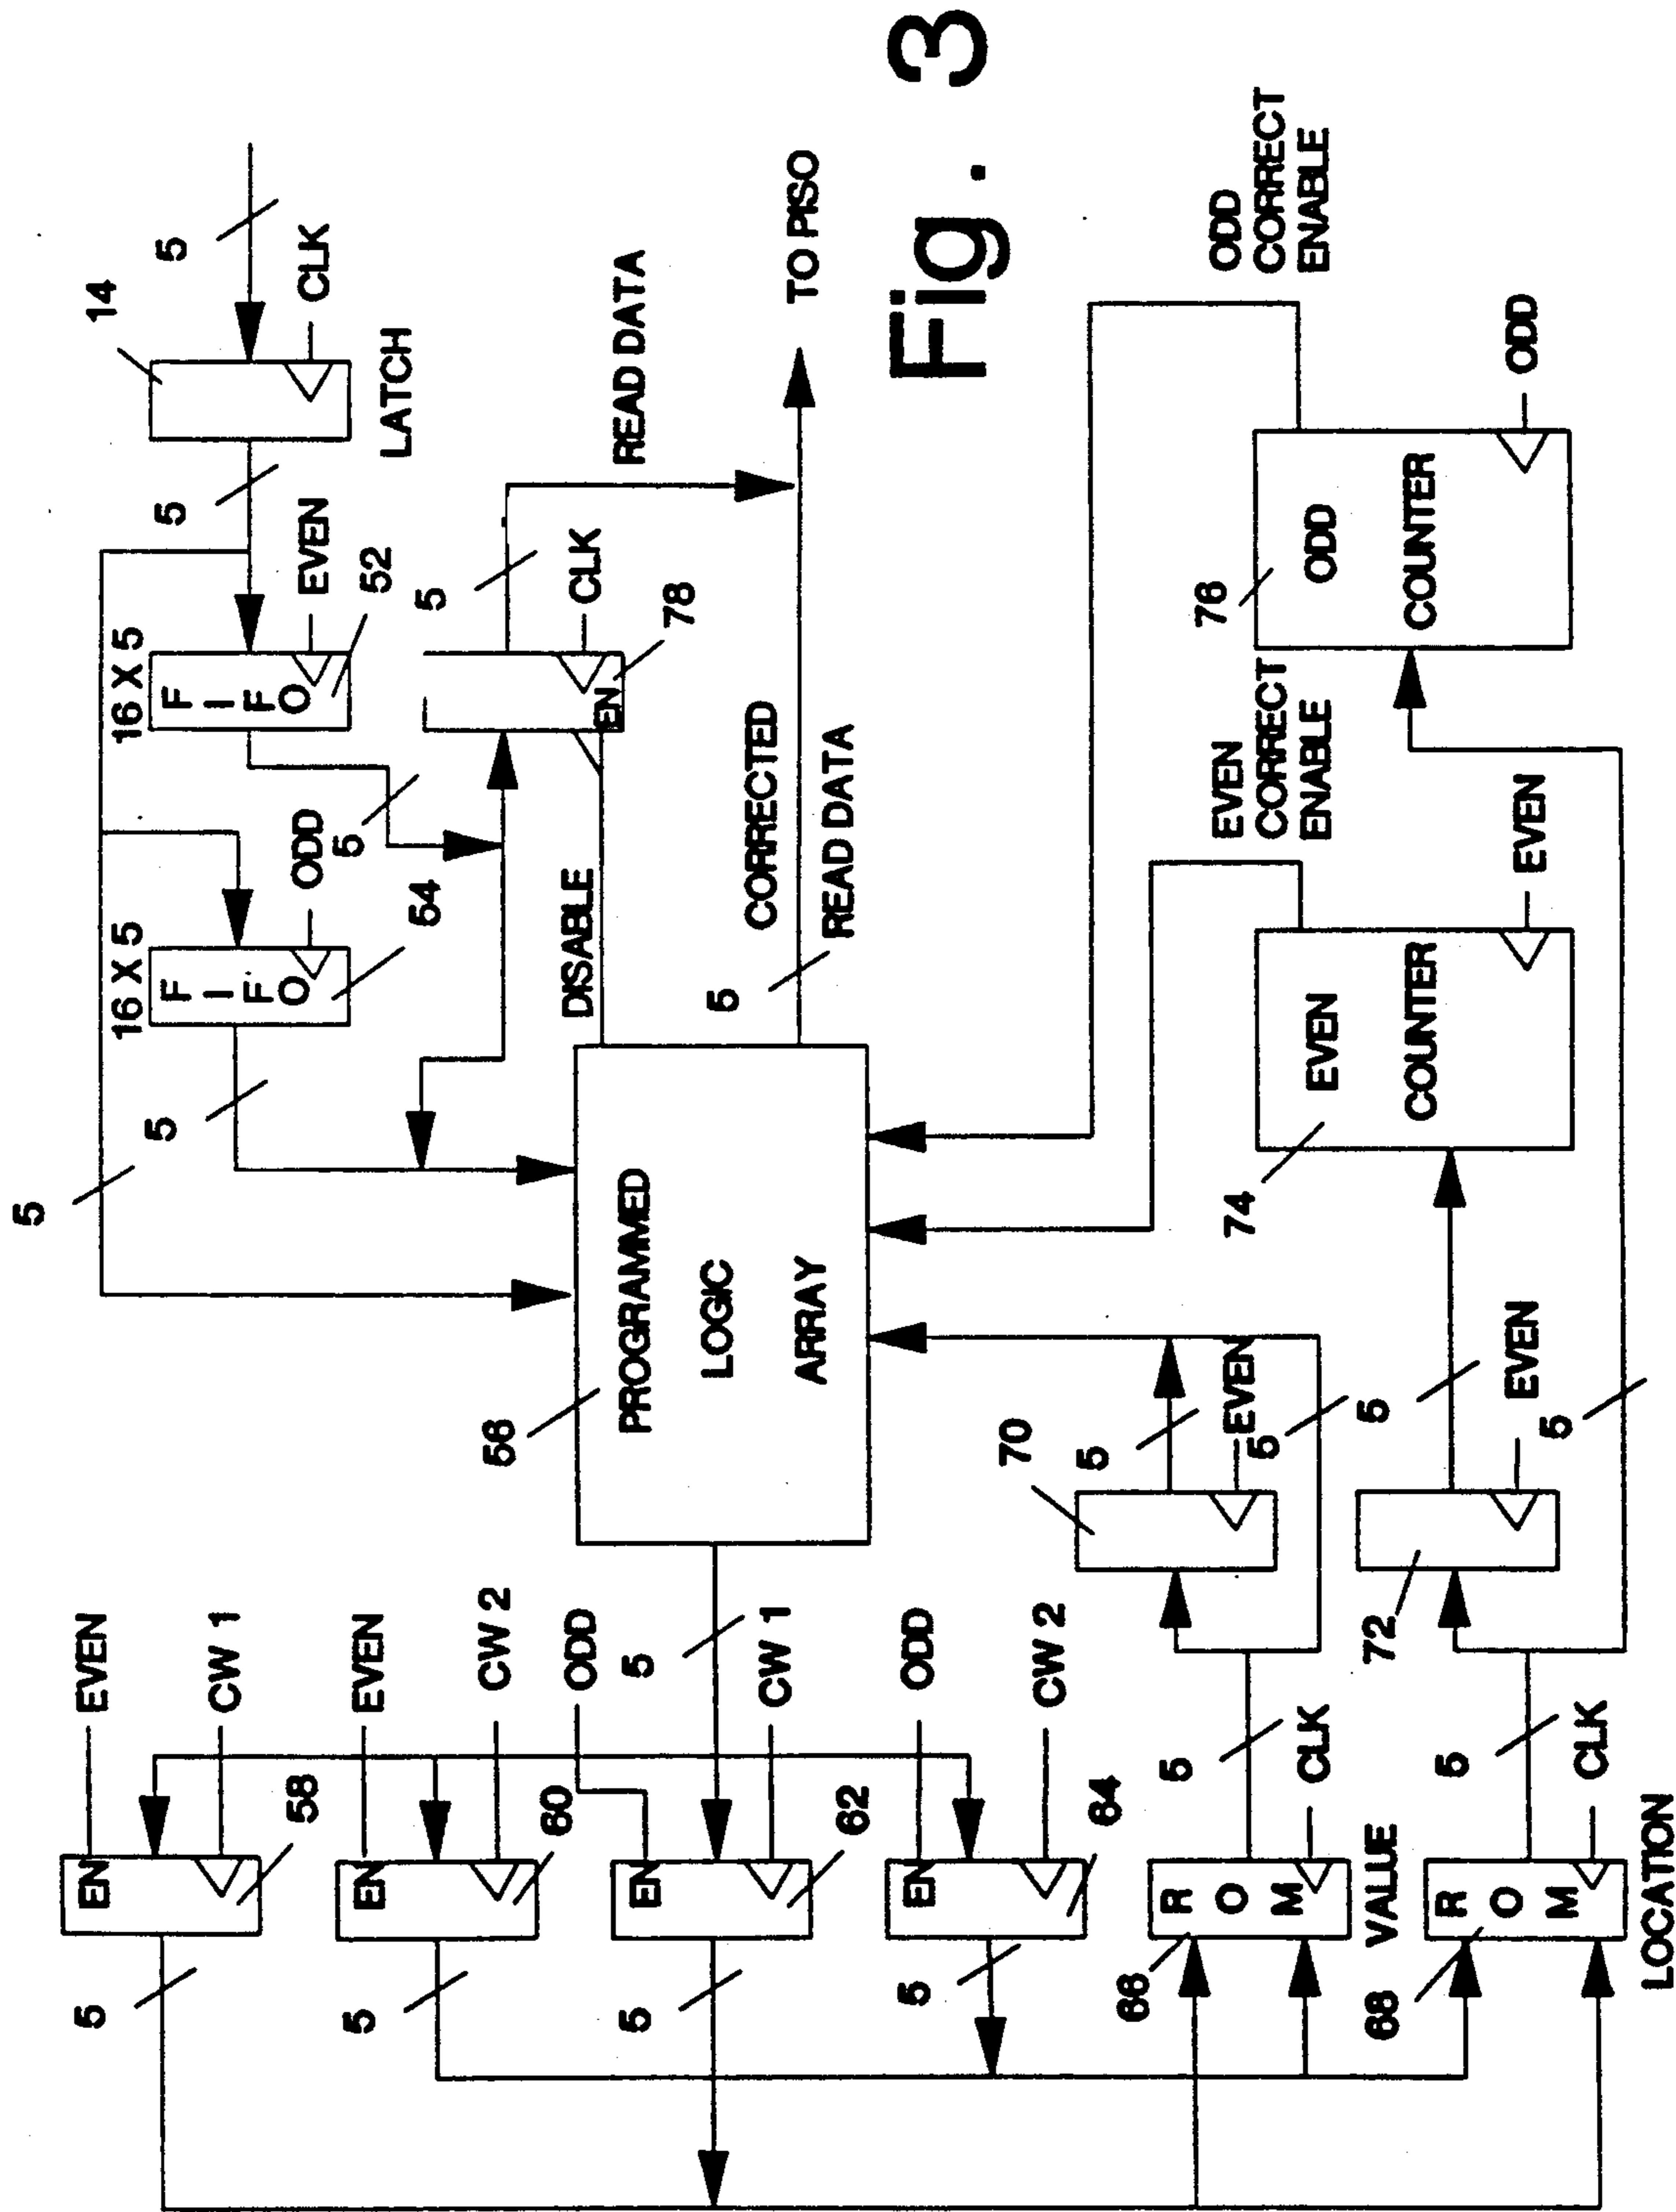 14
5
CLK
LATCH
5
16 X 5
FIFO
EVEN
52
16 X 5
FIFO
ODD
54
5
5
5
5
CLK
EN
78
READ DATA
DISABLE
CORRECTED
READ DATA
5
TO PISO
Fig. 3
56
PROGRAMMED
LOGIC
ARRAY
EVEN
CW 1
EN
58
5
EVEN
CW 2
EN
60
5
ODD
CW 1
EN
62
5
5
ODD
CW 2
EN
64
5
ROM
66
VALUE
5
CLK
ROM
68
LOCATION
5
CLK
70
5
EVEN
5
72
5
EVEN
5
74
EVEN
COUNTER
EVEN
EVEN
CORRECT
ENABLE
76
ODD
COUNTER
ODD
ODD
CORRECT
ENABLE